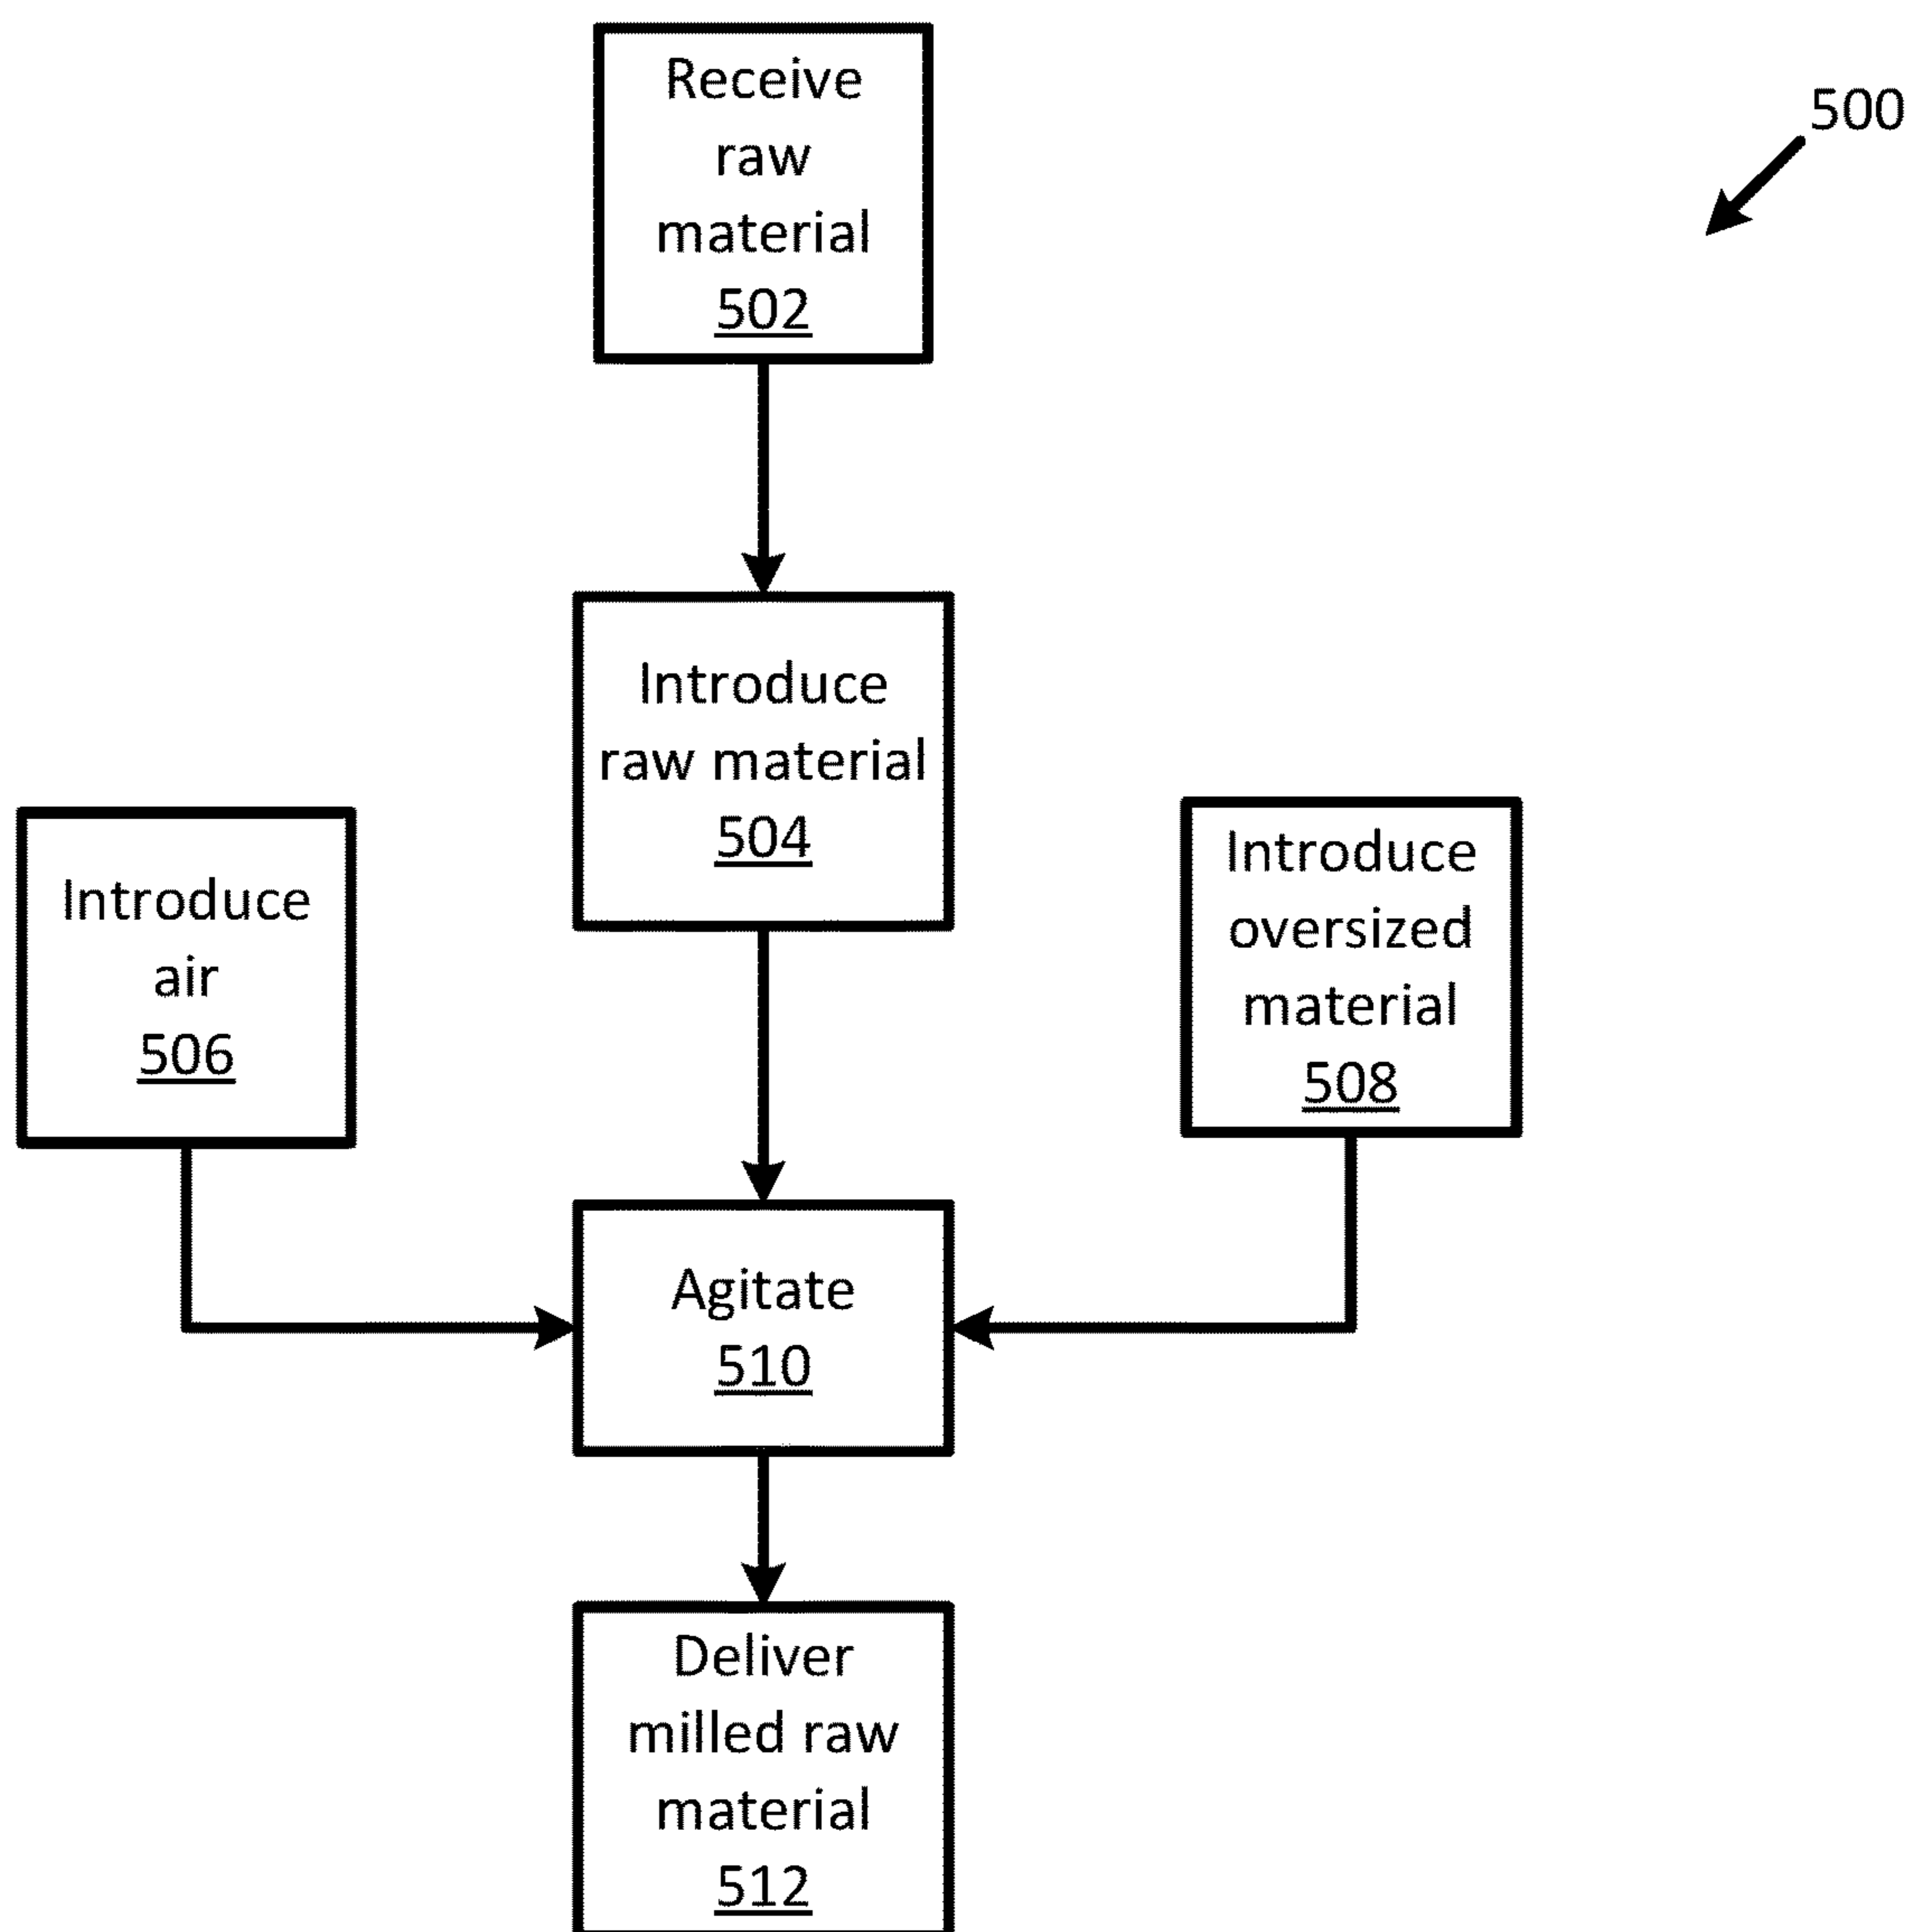 Receive
raw
material
502
500
Introduce
raw material
504
Introduce
air
506
Introduce
oversized
material
508
Agitate
510
Deliver
milled raw
material
512